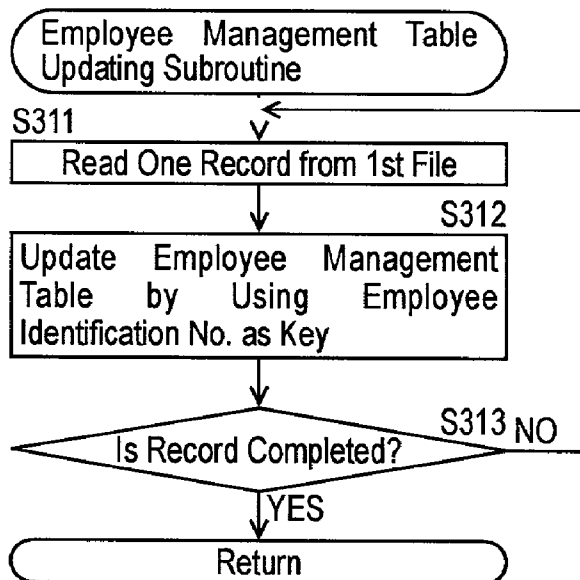 Employee Management Table
Updating Subroutine
S311
Read One Record from 1st File
S312
Update Employee Management
Table by Using Employee
Identification No. as Key
S313 NO
Is Record Completed?
YES
Return